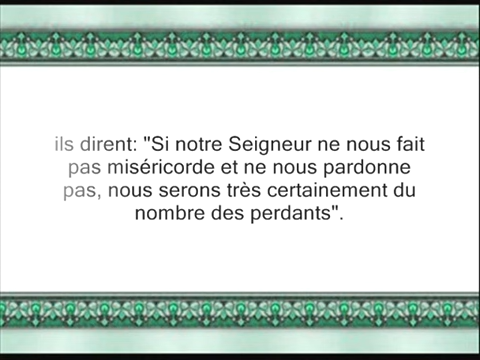 ils dirent: "Si notre Seigneur ne nous fait
pas miséricorde et ne nous pardonne
pas, nous serons très certainement du
nombre des perdants".